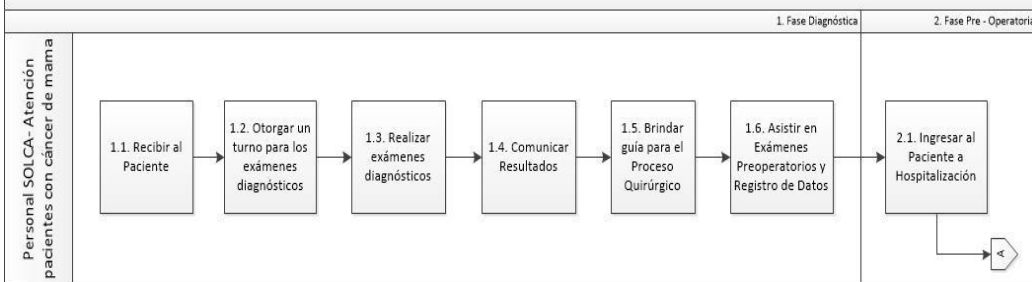 1. Fase Diagnóstica
2. Fase Pre - Operatoria
Personal SOLCA- Atención
pacientes con cáncer de mama
1.1. Recibir al
Paciente
1.2. Otorgar un
turno para los
exámenes
diagnósticos
1.3. Realizar
exámenes
diagnósticos
1.4. Comunicar
Resultados
1.5. Brindar
guía para el
Proceso
Quirúrgico
1.6. Asistir en
Exámenes
Preoperatorios y
Registro de Datos
2.1. Ingresar al
Paciente a
Hospitalización
A